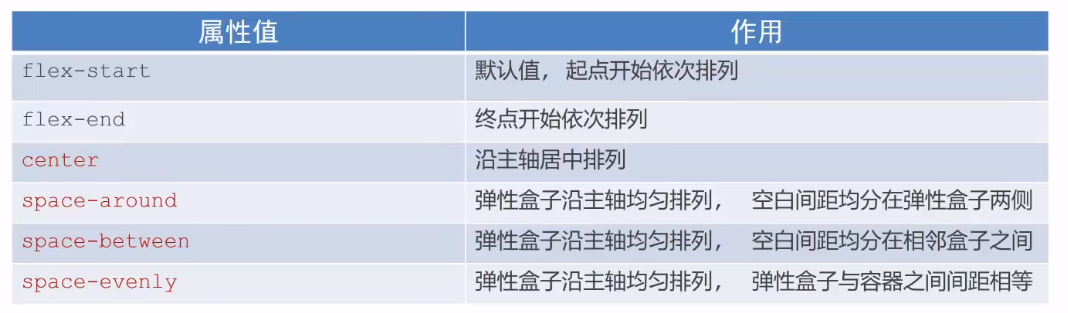 属性值 作用
flex-start 默认值, 起点开始依次排列
flex-end 终点开始依次排列
center 沿主轴居中排列
space-around 弹性盒子沿主轴均匀排列, 空白间距均分在弹性盒子两侧
space-between 弹性盒子沿主轴均匀排列, 空白间距均分在相邻盒子之间
space-evenly 弹性盒子沿主轴均匀排列, 弹性盒子与容器之间间距相等